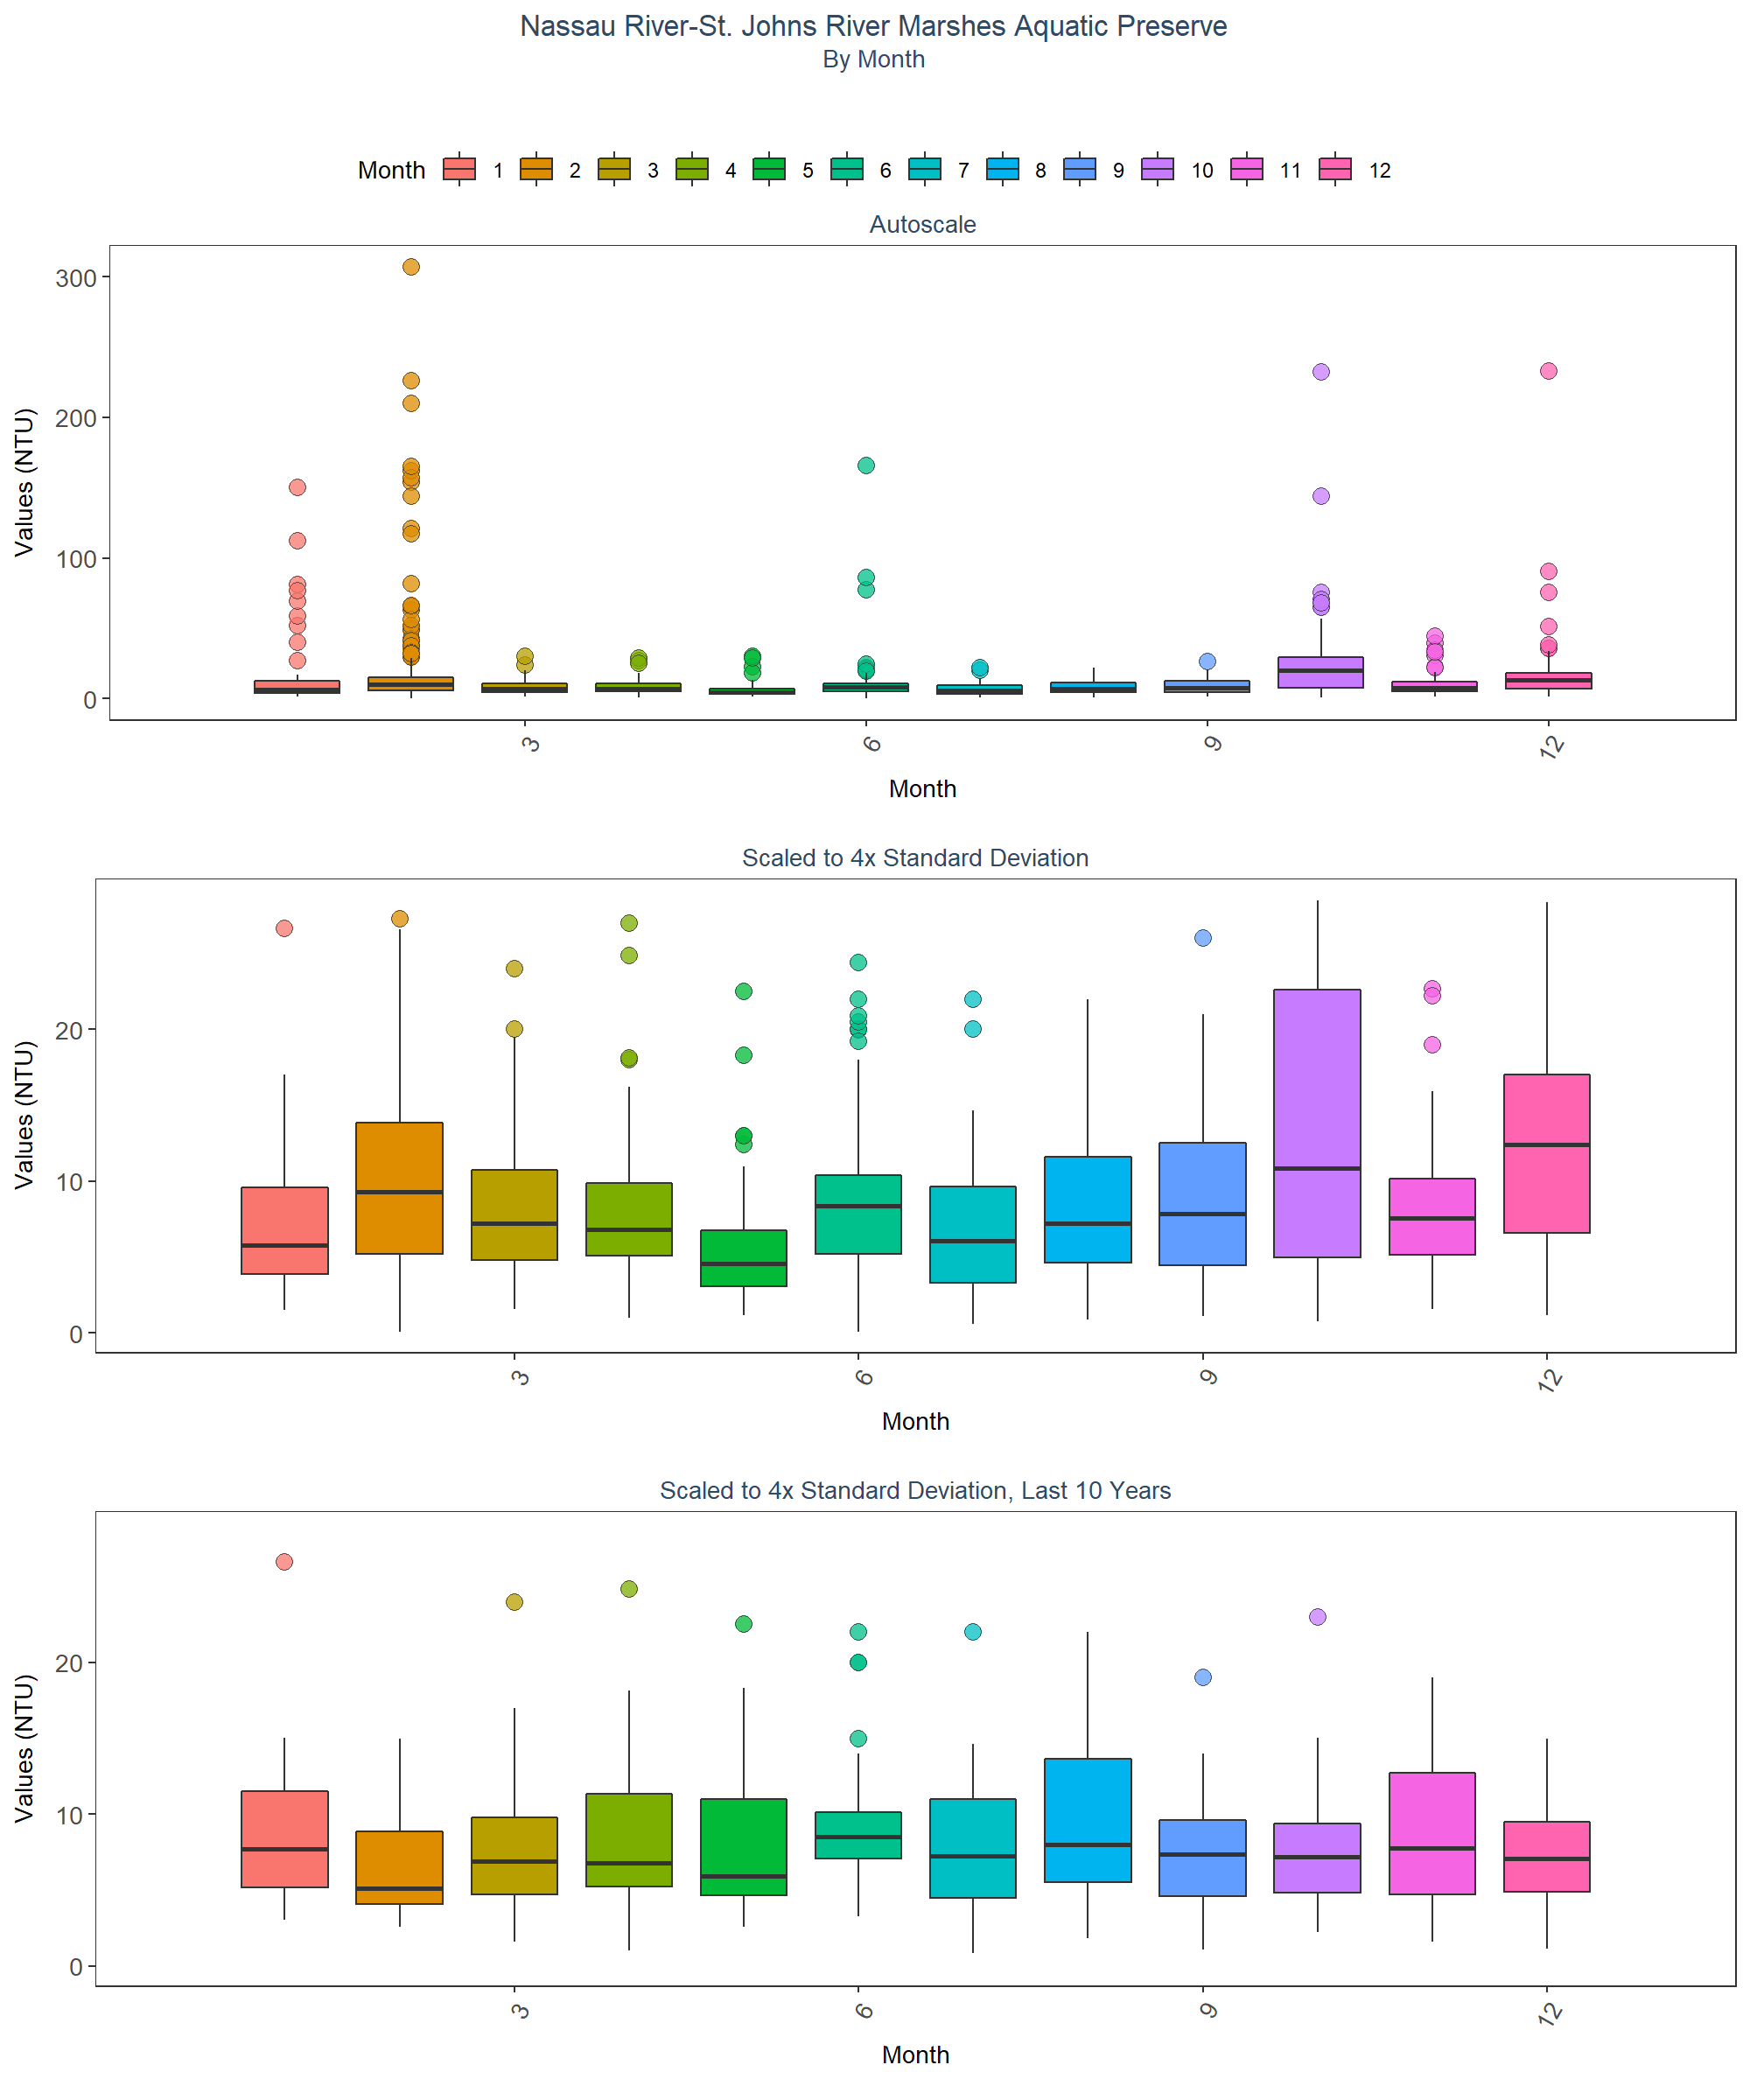 Nassau River-St. Johns River Marshes Aquatic Preserve
By Month
Month 1 2 3 4 5 6 7 8 9 10 11 12
Autoscale
Values (NTU)
300
200
100
0
3 6 9 12
Month
Scaled to 4x Standard Deviation
Values (NTU)
20
10
0
3 6 9 12
Month
Scaled to 4x Standard Deviation, Last 10 Years
Values (NTU)
20
10
0
3 6 9 12
Month